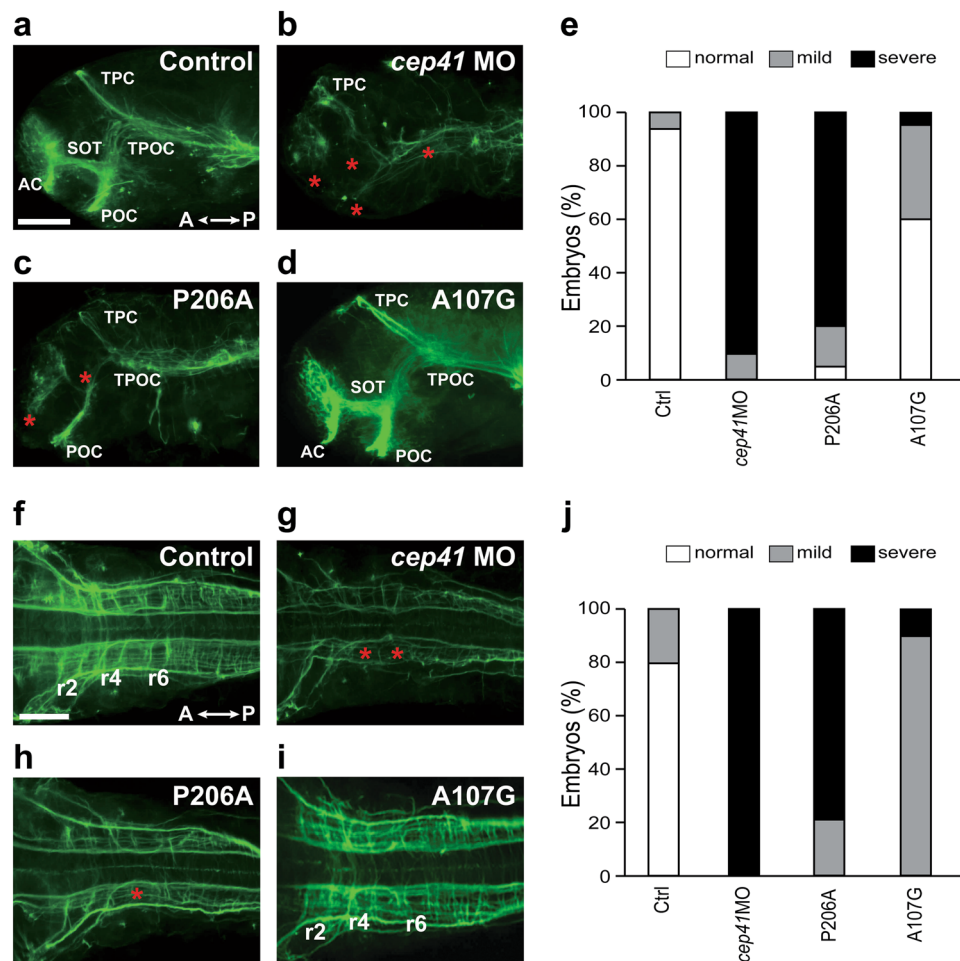 a
Control
TPC
SOT
TPOC
AC
POC
A P
b
cep41 MO
TPC
*
*
*
*
c
P206A
TPC
*
TPOC
*
POC
d
A107G
TPC
SOT
TPOC
AC
POC
e
normal mild severe
Embryos (%)
100
80
60
40
20
0
Ctrl
cep41MO
P206A
A107G
f
Control
r2 r4 r6
A P
g
cep41 MO
* *
h
P206A
*
i
A107G
r2 r4 r6
j
normal mild severe
Embryos (%)
100
80
60
40
20
0
Ctrl
cep41MO
P206A
A107G